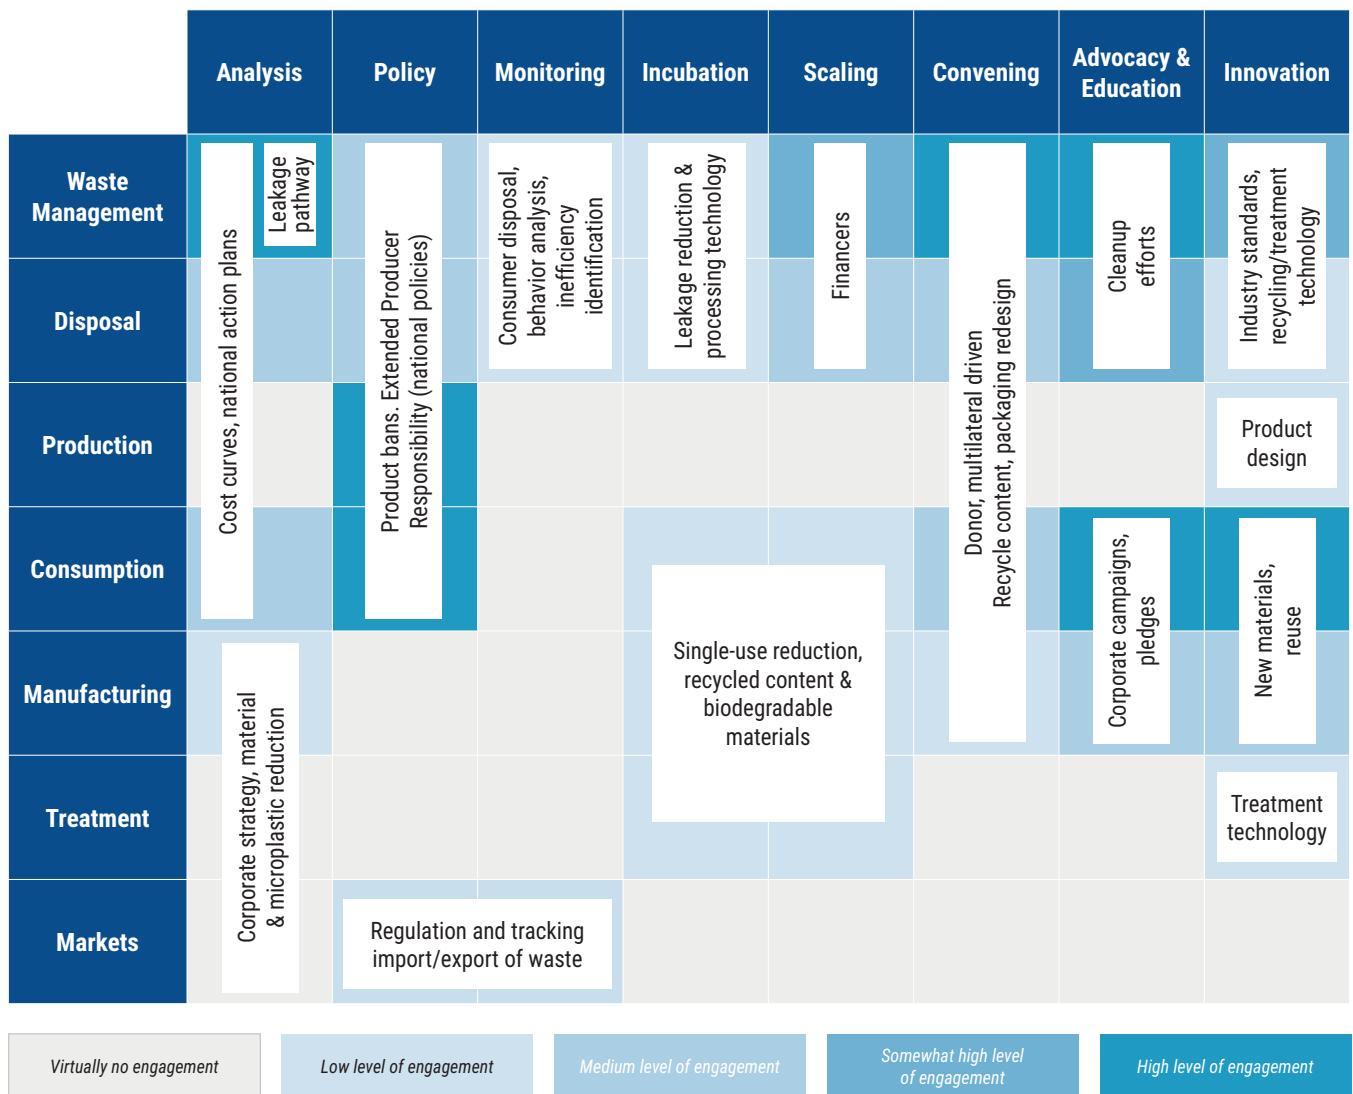 Analysis
Policy
Monitoring
Incubation
Scaling
Convening
Advocacy &
Education
Innovation
Waste
Management
Disposal
Production
Consumption
Manufacturing
Treatment
Markets
Cost curves, national action plans
Leakage
pathway
Product bans. Extended Producer
Responsibility (national policies)
Consumer disposal,
behavior analysis,
inefficiency
identification
Leakage reduction &
processing technology
Financers
Donor, multilateral driven
Recycle content, packaging redesign
Cleanup
efforts
Industry standards,
recycling/treatment
technology
Product
design
Single-use reduction,
recycled content &
biodegradable
materials
Corporate campaigns,
pledges
New materials,
reuse
Corporate strategy, material
& microplastic reduction
Treatment
technology
Regulation and tracking
import/export of waste
Virtually no engagement
Low level of engagement
Medium level of engagement
Somewhat high level
of engagement
High level of engagement